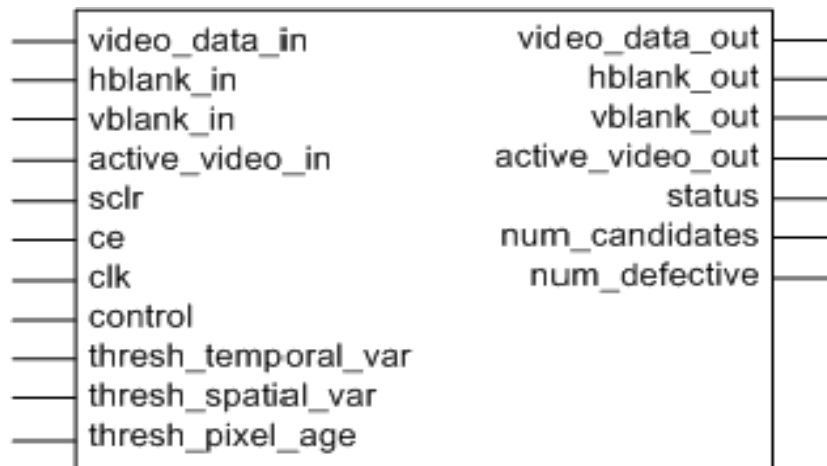 video_data_in
hblank_in
vblank_in
active_video_in
sclr
ce
clk
control
thresh_temporal_var
thresh_spatial_var
thresh_pixel_age
video_data_out
hblank_out
vblank_out
active_video_out
status
num_candidates
num_defective